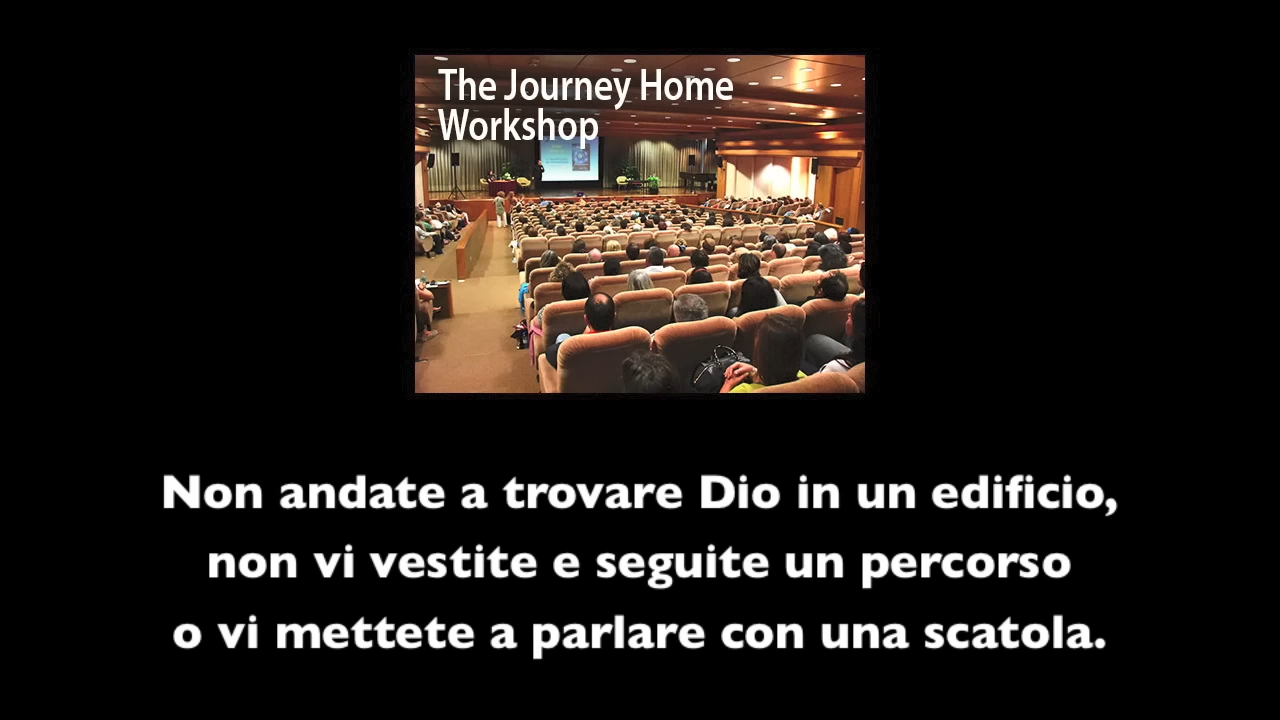 The Journey Home
Workshop
Non andate a trovare Dio in un edificio,
non vi vestite e seguite un percorso
o vi mettete a parlare con una scatola.